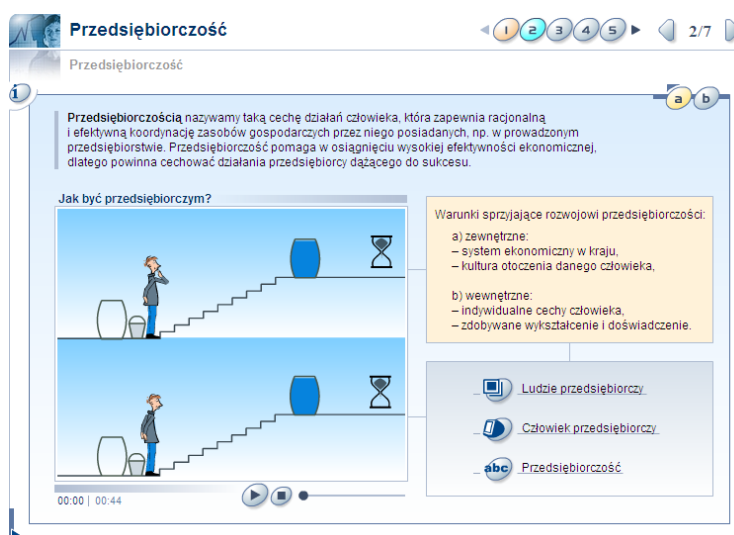 Przedsiębiorczość
1 2 3 4 5
2/7
Przedsiębiorczość
i
a b
Przedsiębiorczością nazywamy taką cechę działań człowieka, która zapewnia racjonalną
i efektywną koordynację zasobów gospodarczych przez niego posiadanych, np. w prowadzonym
przedsiębiorstwie. Przedsiębiorczość pomaga w osiągnięciu wysokiej efektywności ekonomicznej,
dlatego powinna cechować działania przedsiębiorcy dążącego do sukcesu.
Jak być przedsiębiorczym?
Warunki sprzyjające rozwojowi przedsiębiorczości:
a) zewnętrzne:
– system ekonomiczny w kraju,
– kultura otoczenia danego człowieka,
b) wewnętrzne:
– indywidualne cechy człowieka,
– zdobywane wykształcenie i doświadczenie.
Ludzie przedsiębiorczy
Człowiek przedsiębiorczy
abc Przedsiębiorczość
00:00 | 00:44